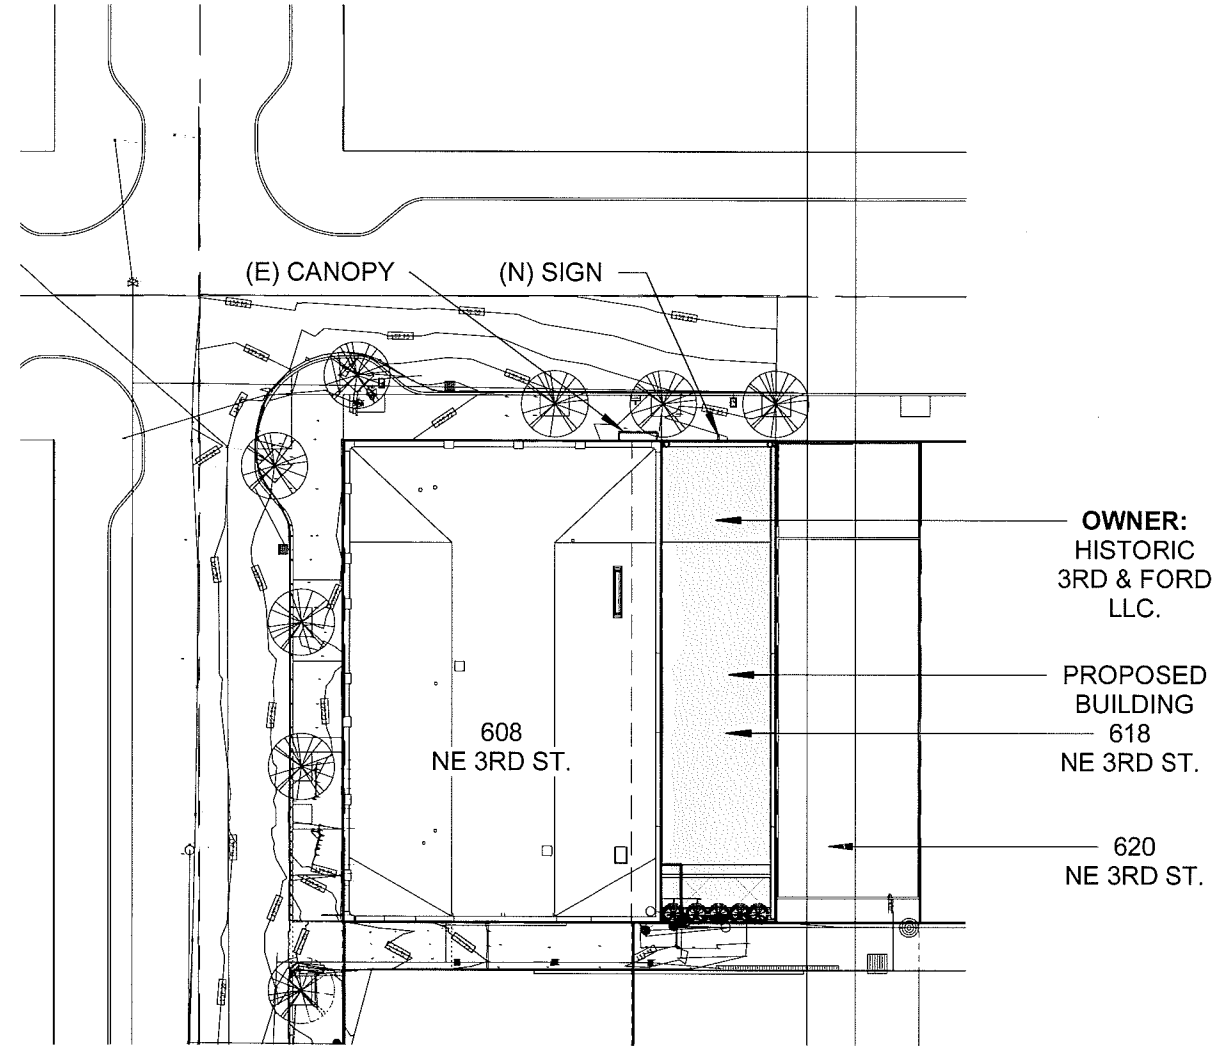 (E) CANOPY
(N) SIGN
OWNER:
HISTORIC
3RD & FORD
LLC.
PROPOSED
BUILDING
618
NE 3RD ST.
608
NE 3RD ST.
620
NE 3RD ST.